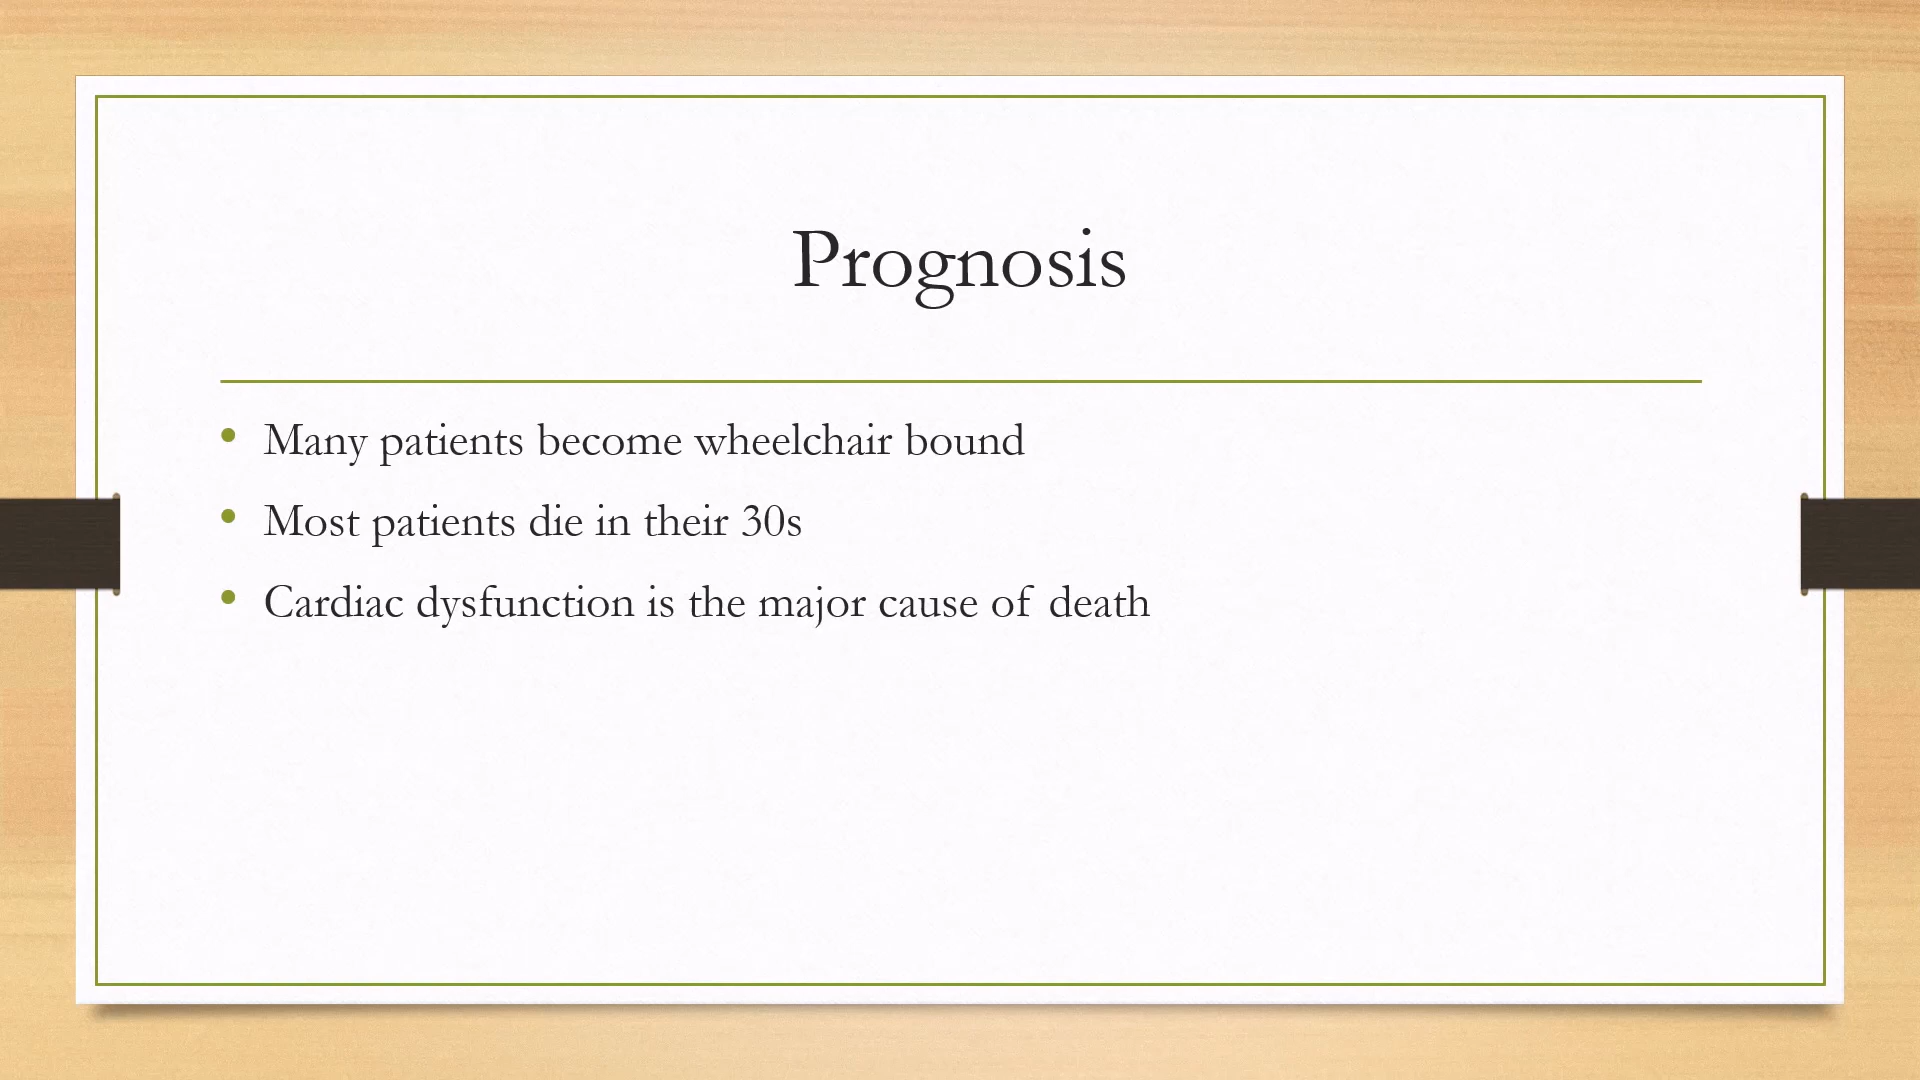 Prognosis
• Many patients become wheelchair bound
• Most patients die in their 30s
• Cardiac dysfunction is the major cause of death